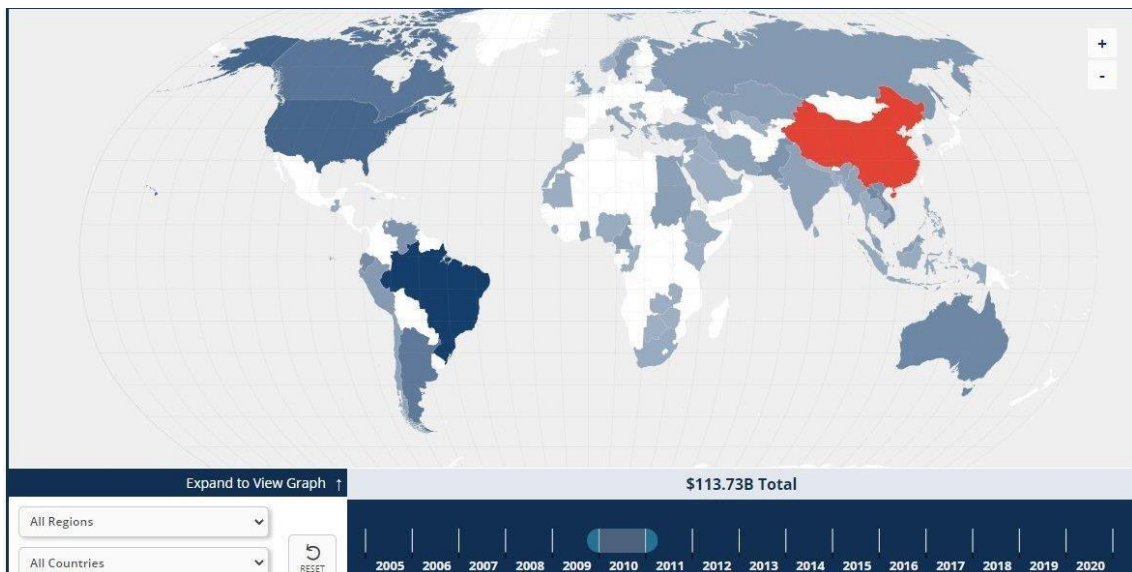 +
-
Expand to View Graph ↑
$113.73B Total
All Regions
All Countries
RESET
2005 2006 2007 2008 2009 2010 2011 2012 2013 2014 2015 2016 2017 2018 2019 2020